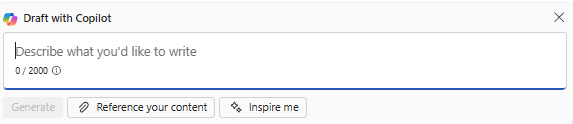 Draft with Copilot
Describe what you'd like to write
0 / 2000
Generate
Reference your content
Inspire me